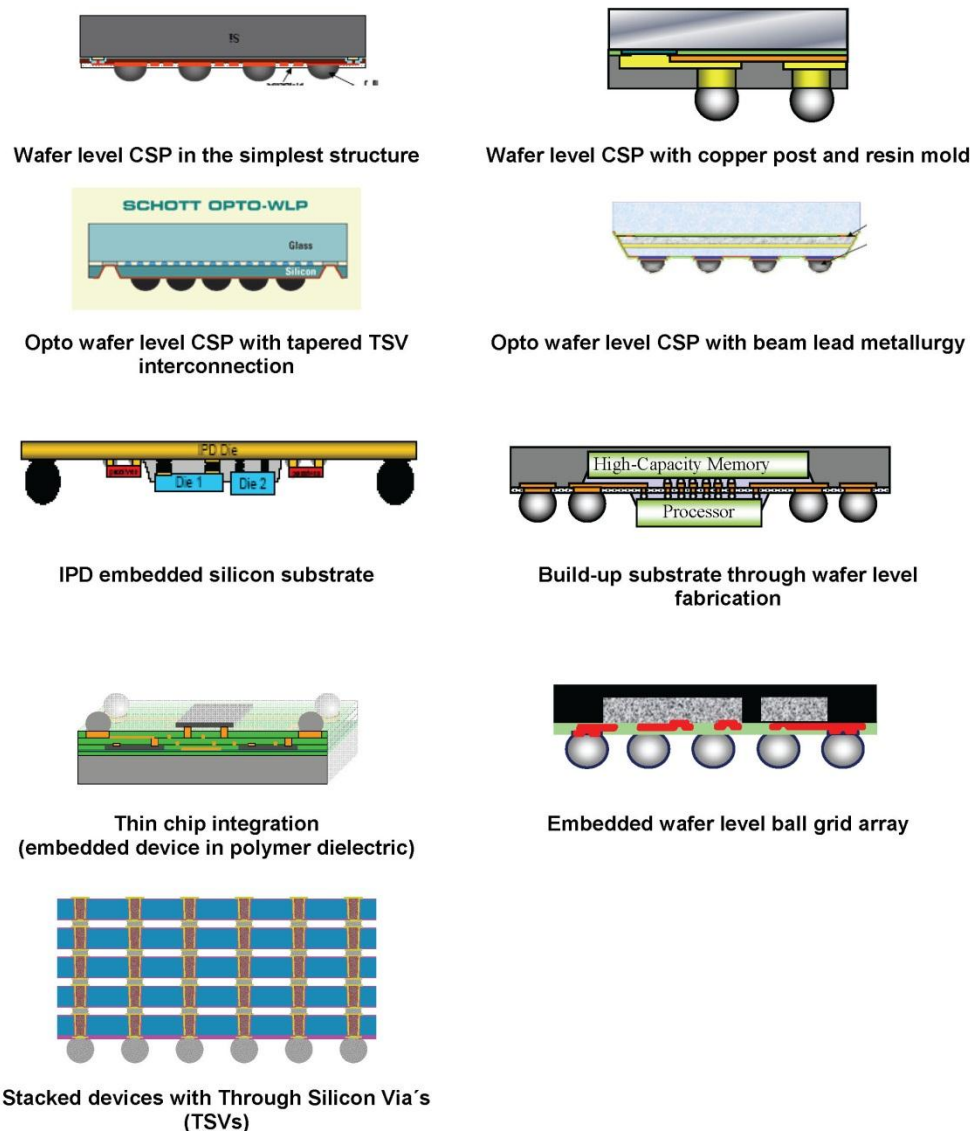 Si
Wafer level CSP in the simplest structure
Wafer level CSP with copper post and resin mold
SCHOTT OPTO-WLP
Glass
Silicon
Opto wafer level CSP with tapered TSV
interconnection
Opto wafer level CSP with beam lead metallurgy
IPD Die
Die 1
Die 2
IPD embedded silicon substrate
High-Capacity Memory
Processor
Build-up substrate through wafer level
fabrication
Thin chip integration
(embedded device in polymer dielectric)
Embedded wafer level ball grid array
Stacked devices with Through Silicon Via´s
(TSVs)